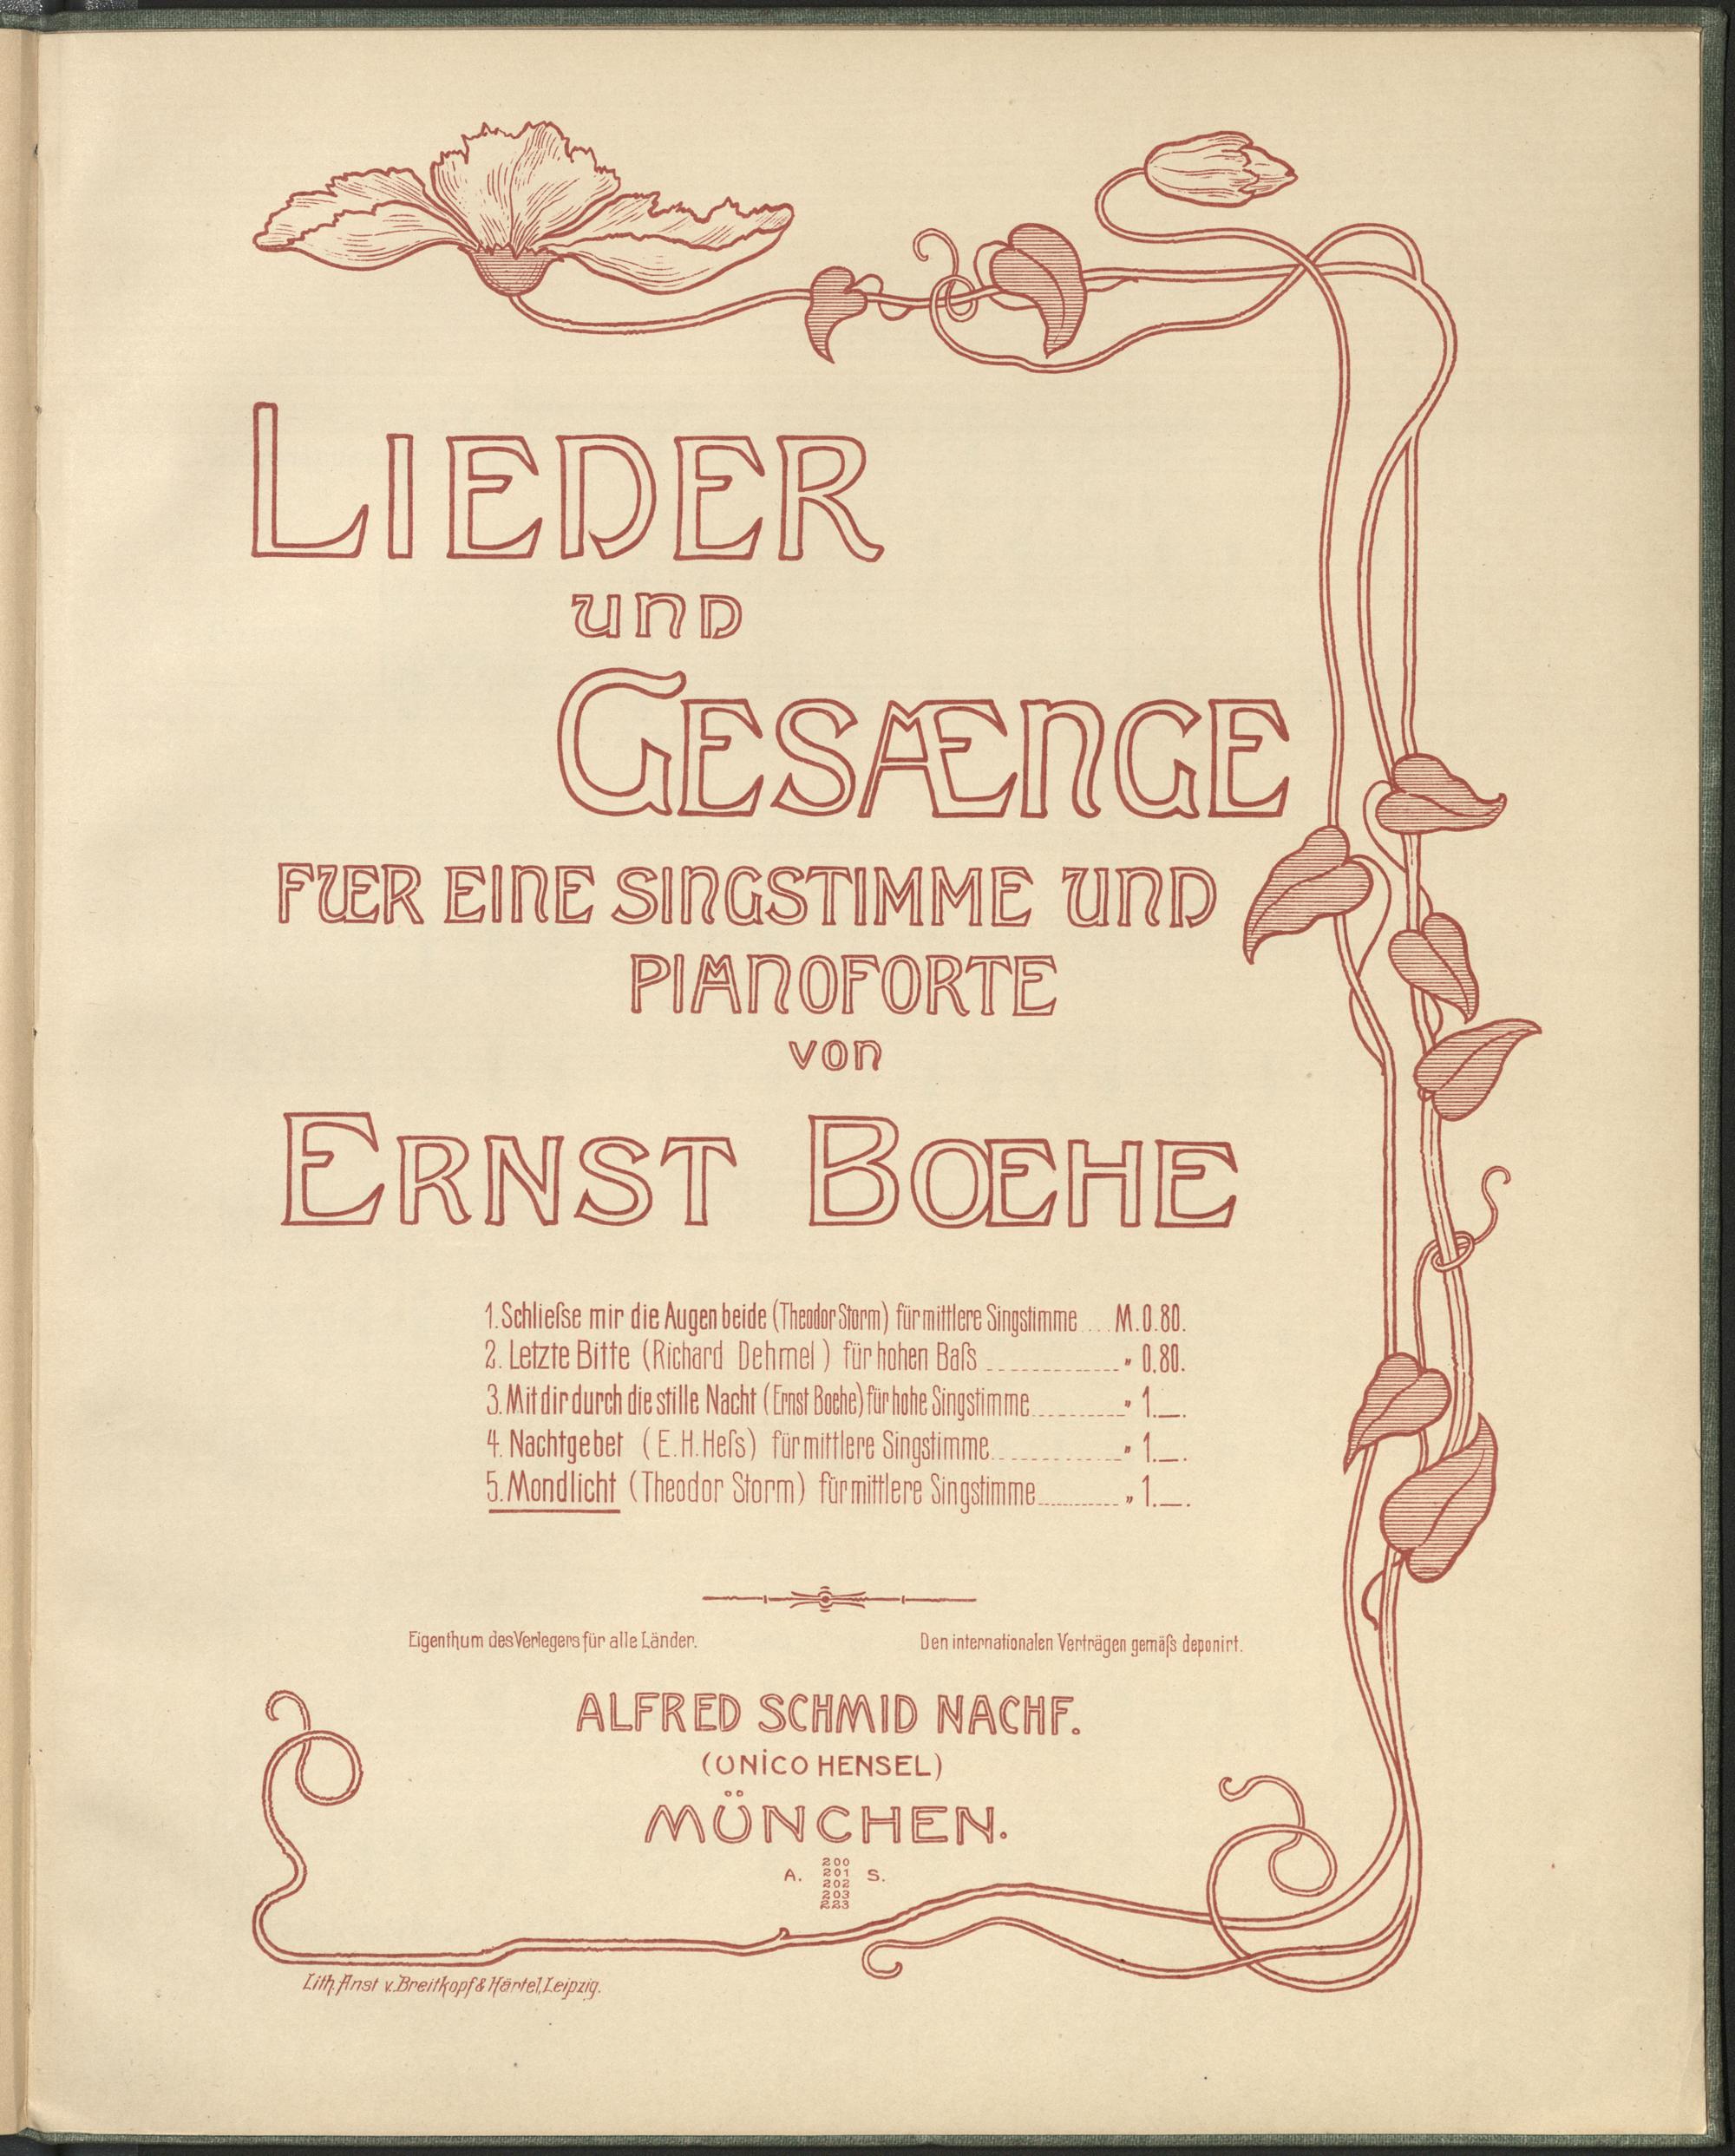 LIEDER
und
GESÆNGE
FUER EINE SINGSTIMME UND
PIANOFORTE
von
ERNST BOEHE
1. Schlieſse mir die Augen beide (Theodor Storm) für mittlere Singstimme .... M. 0.80.
2. Letzte Bitte (Richard Dehmel) für hohen Baſs .............. „ 0.80.
3. Mit dir durch die stille Nacht (Ernst Boehe) für hohe Singstimme .......... „ 1.—.
4. Nachtgebet (E. H. Heſs) für mittlere Singstimme .............. „ 1.—.
5. Mondlicht (Theodor Storm) für mittlere Singstimme .......... „ 1.—.
Eigenthum des Verlegers für alle Länder.
Den internationalen Verträgen gemäſs deponirt.
ALFRED SCHMID NACHF.
(UNICO HENSEL)
MÜNCHEN.
200
A. 201 S.
202
203
223
Lith. Anst v. Breitkopf & Härtel, Leipzig.